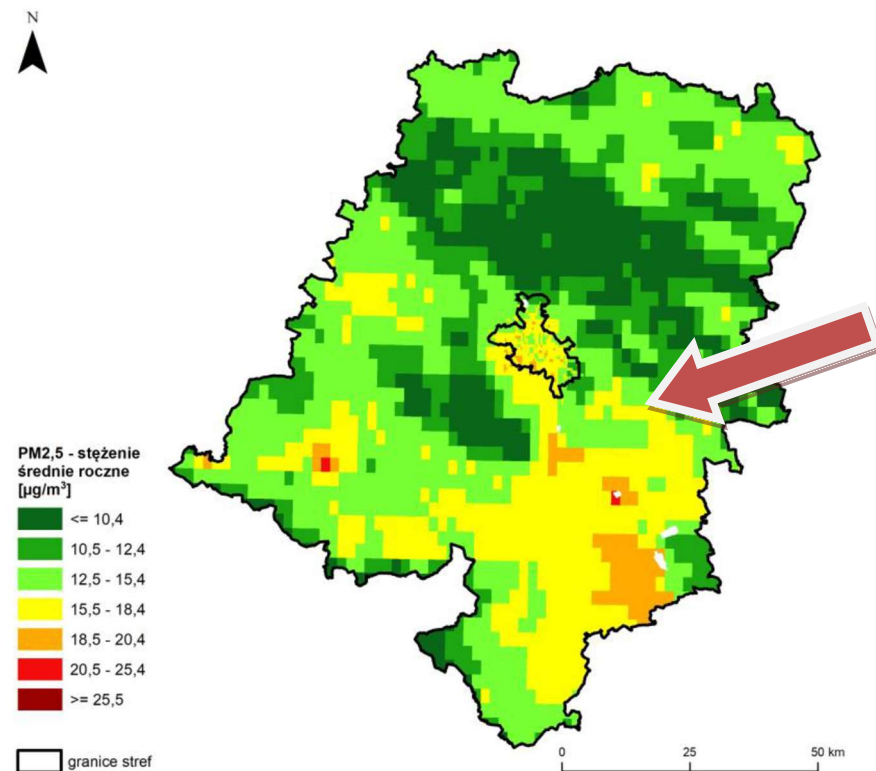 N
PM2,5 - stężenie
średnie roczne
[µg/m³]
<= 10,4
10,5 - 12,4
12,5 - 15,4
15,5 - 18,4
18,5 - 20,4
20,5 - 25,4
>= 25,5
granice stref
0 25 50 km